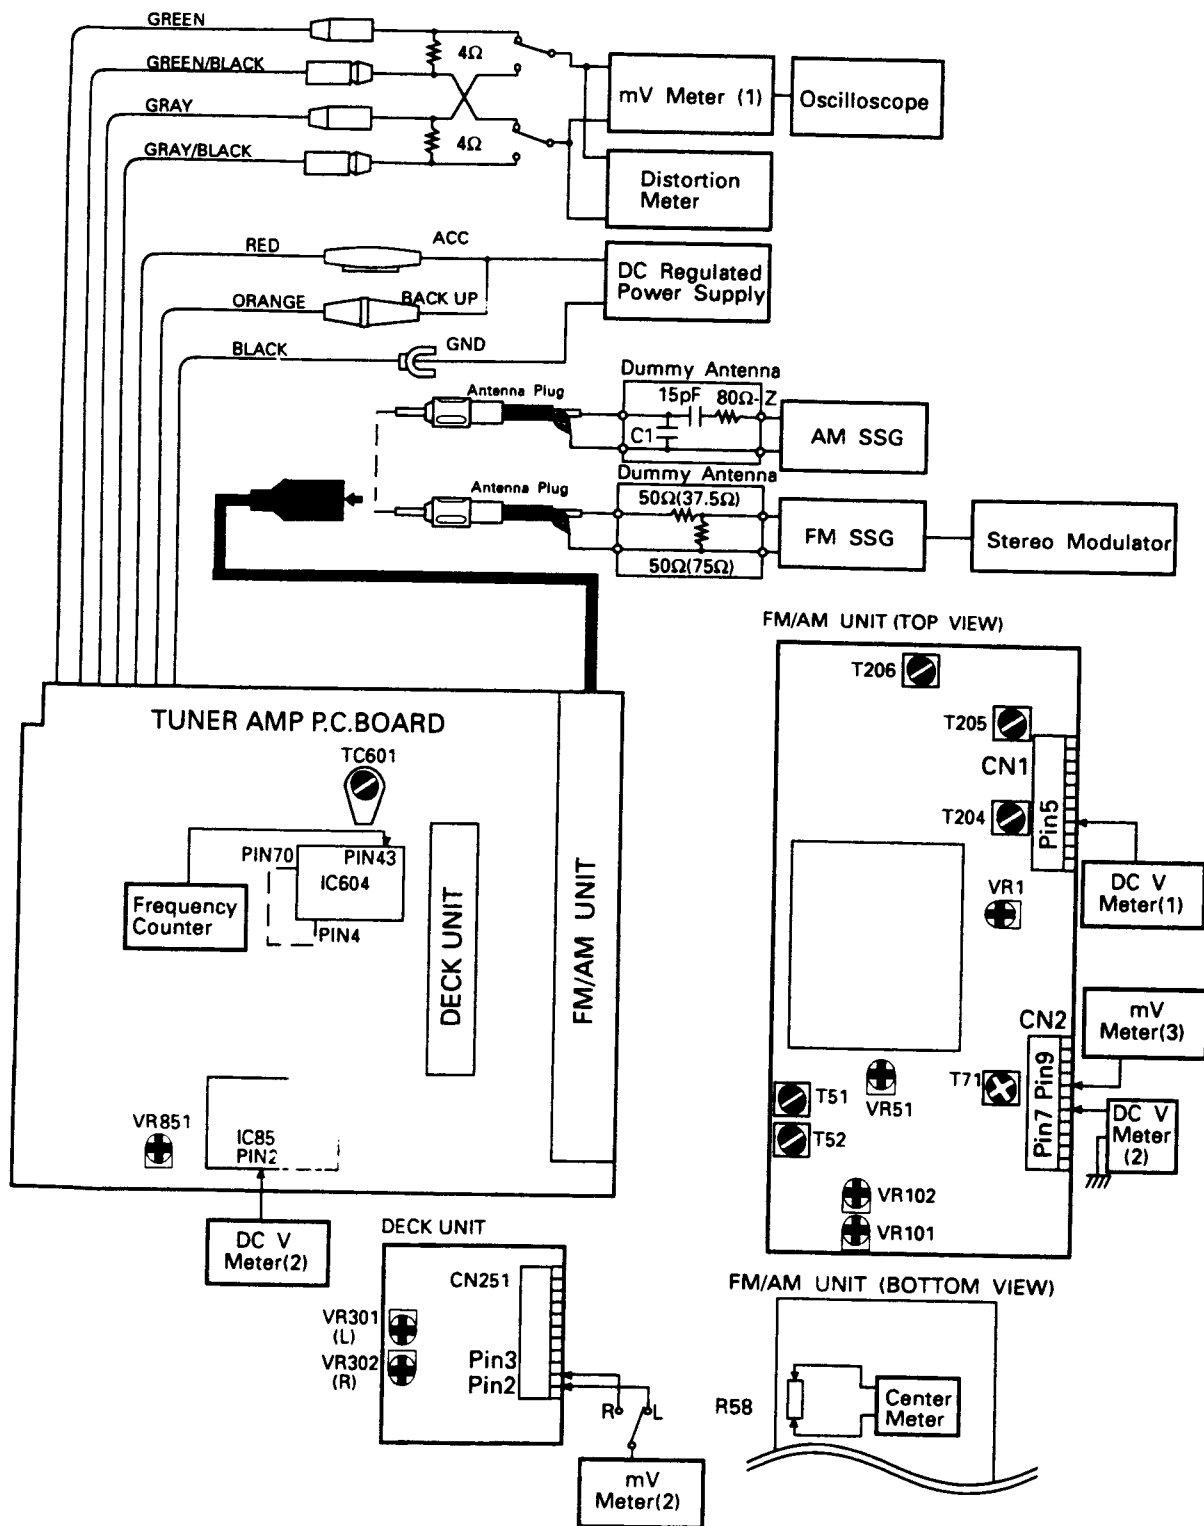 GREEN
4Ω
GREEN/BLACK
GRAY
4Ω
GRAY/BLACK
mV Meter (1)
Oscilloscope
Distortion
Meter
RED
ACC
ORANGE
BACK UP
BLACK
GND
DC Regulated
Power Supply
Dummy Antenna
Antenna Plug
15pF
80Ω-Z
C1
AM SSG
Dummy Antenna
Antenna Plug
50Ω(37.5Ω)
50Ω(75Ω)
FM SSG
Stereo Modulator
TUNER AMP P.C.BOARD
TC601
PIN70
PIN43
IC604
PIN4
Frequency
Counter
DECK UNIT
FM/AM UNIT
VR851
IC85
PIN2
DC V
Meter(2)
FM/AM UNIT (TOP VIEW)
T206
T205
CN1
T204
Pin5
DC V
Meter(1)
VR1
CN2
mV
Meter(3)
T51
T52
VR51
T71
Pin9
Pin7
DC V
Meter
(2)
VR102
VR101
DECK UNIT
CN251
VR301
(L)
VR302
(R)
Pin3
Pin2
R
L
mV
Meter(2)
FM/AM UNIT (BOTTOM VIEW)
R58
Center
Meter